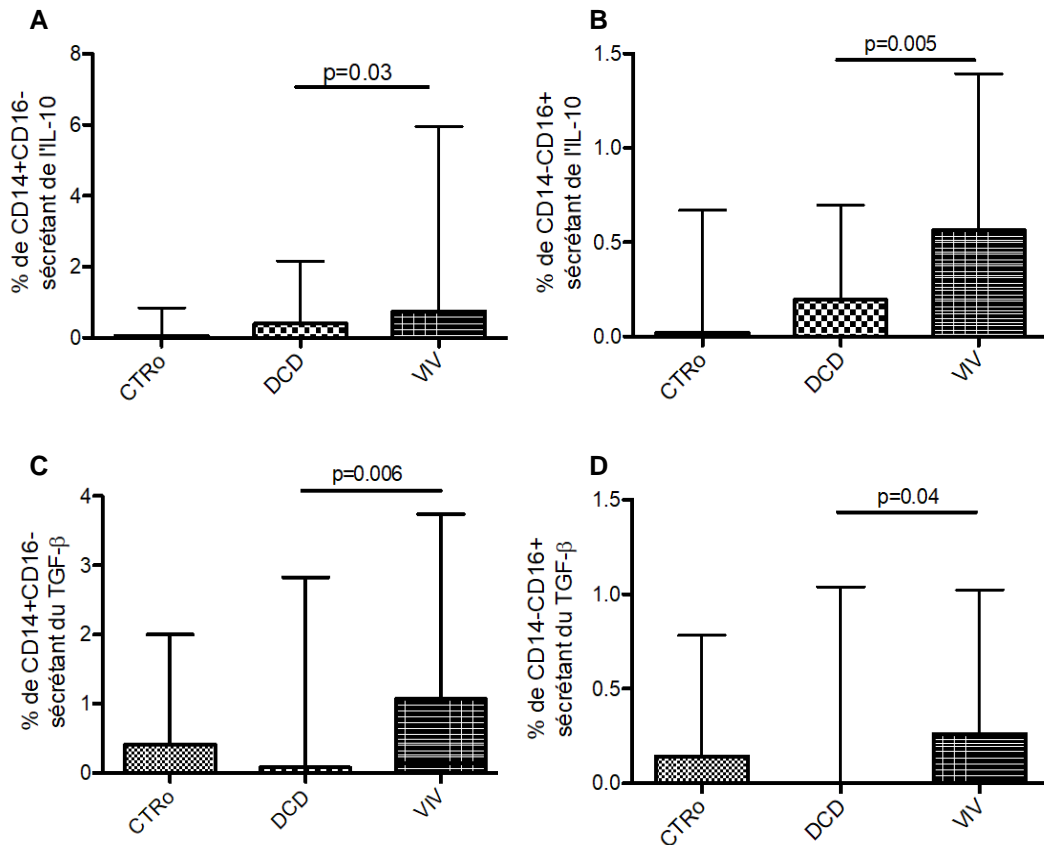 A
% de CD14+CD16-
sécrétant de l'IL-10
8
6
4
2
0
p=0.03
CTRo
DCD
VIV
B
% de CD14-CD16+
sécrétant de l'IL-10
1.5
1.0
0.5
0.0
p=0.005
CTRo
DCD
VIV
C
% de CD14+CD16-
sécrétant du TGF-β
4
3
2
1
0
p=0.006
CTRo
DCD
VIV
D
% de CD14-CD16+
sécrétant du TGF-β
1.5
1.0
0.5
0.0
p=0.04
CTRo
DCD
VIV